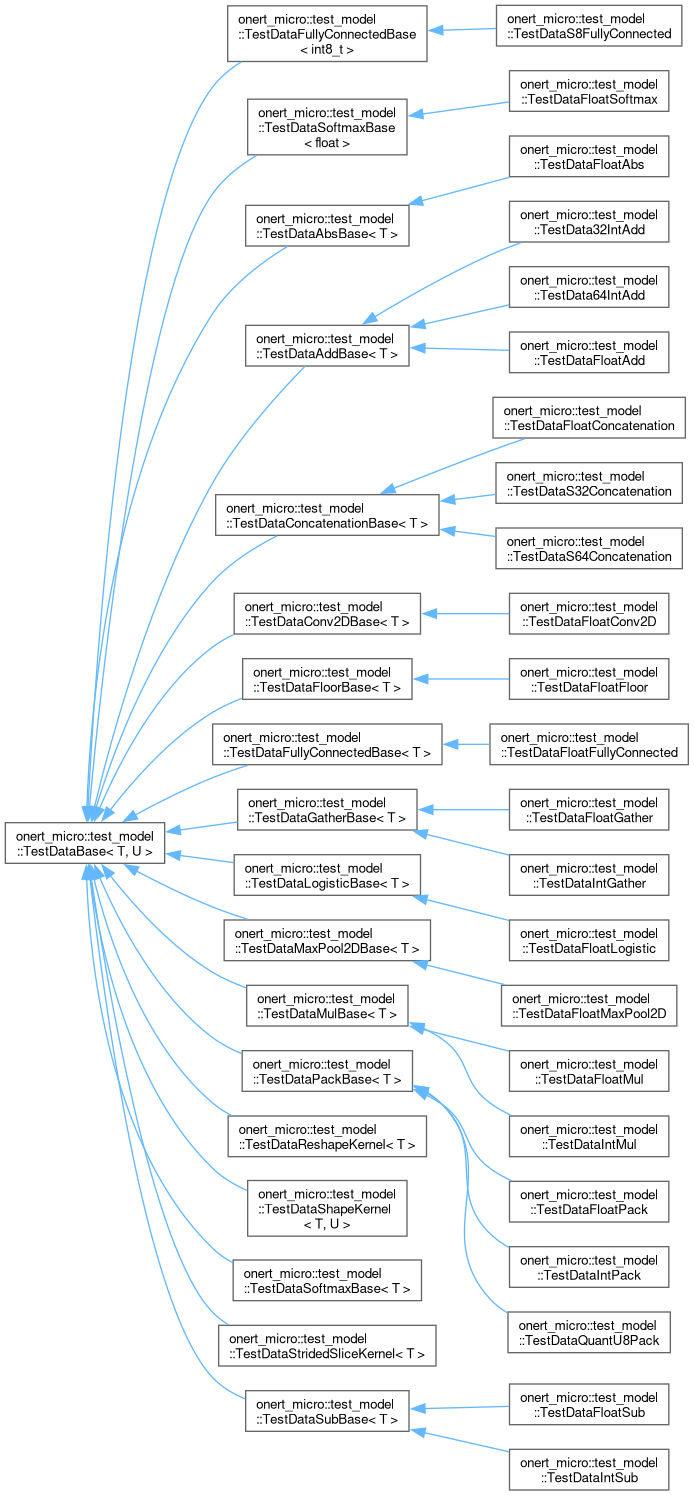 onert_micro::test_model
::TestDataBase< T, U >
onert_micro::test_model
::TestDataFullyConnectedBase
< int8_t >
onert_micro::test_model
::TestDataSoftmaxBase
< float >
onert_micro::test_model
::TestDataAbsBase< T >
onert_micro::test_model
::TestDataAddBase< T >
onert_micro::test_model
::TestDataConcatenationBase< T >
onert_micro::test_model
::TestDataConv2DBase< T >
onert_micro::test_model
::TestDataFloorBase< T >
onert_micro::test_model
::TestDataFullyConnectedBase< T >
onert_micro::test_model
::TestDataGatherBase< T >
onert_micro::test_model
::TestDataLogisticBase< T >
onert_micro::test_model
::TestDataMaxPool2DBase< T >
onert_micro::test_model
::TestDataMulBase< T >
onert_micro::test_model
::TestDataPackBase< T >
onert_micro::test_model
::TestDataReshapeKernel< T >
onert_micro::test_model
::TestDataShapeKernel
< T, U >
onert_micro::test_model
::TestDataSoftmaxBase< T >
onert_micro::test_model
::TestDataStridedSliceKernel< T >
onert_micro::test_model
::TestDataSubBase< T >
onert_micro::test_model
::TestDataS8FullyConnected
onert_micro::test_model
::TestDataFloatSoftmax
onert_micro::test_model
::TestDataFloatAbs
onert_micro::test_model
::TestData32IntAdd
onert_micro::test_model
::TestData64IntAdd
onert_micro::test_model
::TestDataFloatAdd
onert_micro::test_model
::TestDataFloatConcatenation
onert_micro::test_model
::TestDataS32Concatenation
onert_micro::test_model
::TestDataS64Concatenation
onert_micro::test_model
::TestDataFloatConv2D
onert_micro::test_model
::TestDataFloatFloor
onert_micro::test_model
::TestDataFloatFullyConnected
onert_micro::test_model
::TestDataFloatGather
onert_micro::test_model
::TestDataIntGather
onert_micro::test_model
::TestDataFloatLogistic
onert_micro::test_model
::TestDataFloatMaxPool2D
onert_micro::test_model
::TestDataFloatMul
onert_micro::test_model
::TestDataIntMul
onert_micro::test_model
::TestDataFloatPack
onert_micro::test_model
::TestDataIntPack
onert_micro::test_model
::TestDataQuantU8Pack
onert_micro::test_model
::TestDataFloatSub
onert_micro::test_model
::TestDataIntSub